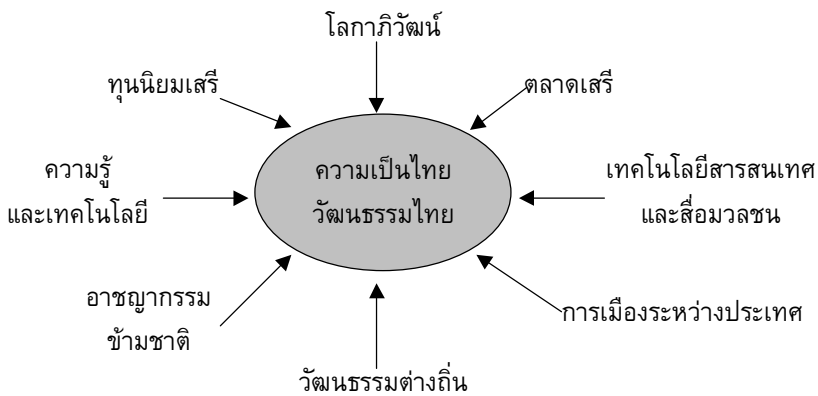 โลกาภิวัฒน์
ทุนนิยมเสรี
ตลาดเสรี
ความรู้
และเทคโนโลยี
ความเป็นไทย
วัฒนธรรมไทย
เทคโนโลยีสารสนเทศ
และสื่อมวลชน
อาชญากรรม
ข้ามชาติ
การเมืองระหว่างประเทศ
วัฒนธรรมต่างถิ่น